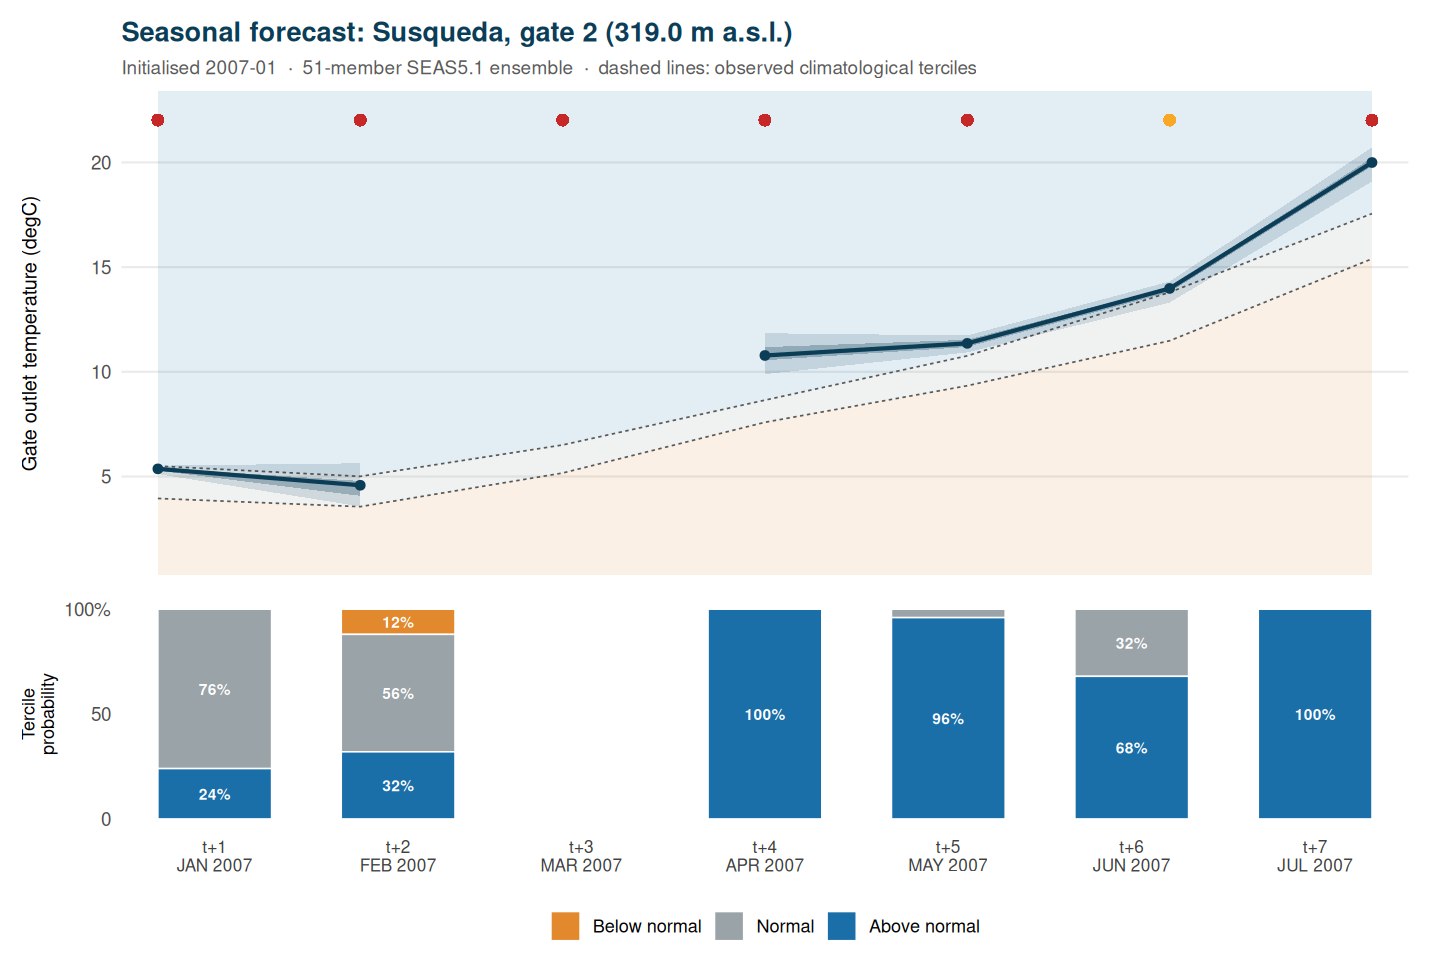 Seasonal forecast: Susqueda, gate 2 (319.0 m a.s.l.)
Initialised 2007-01 · 51-member SEAS5.1 ensemble · dashed lines: observed climatological terciles
Gate outlet temperature (degC)
20
15
10
5
Tercile
probability
100%
50
0
76%
24%
12%
56%
32%
100%
96%
32%
68%
100%
t+1
JAN 2007
t+2
FEB 2007
t+3
MAR 2007
t+4
APR 2007
t+5
MAY 2007
t+6
JUN 2007
t+7
JUL 2007
Below normal
Normal
Above normal